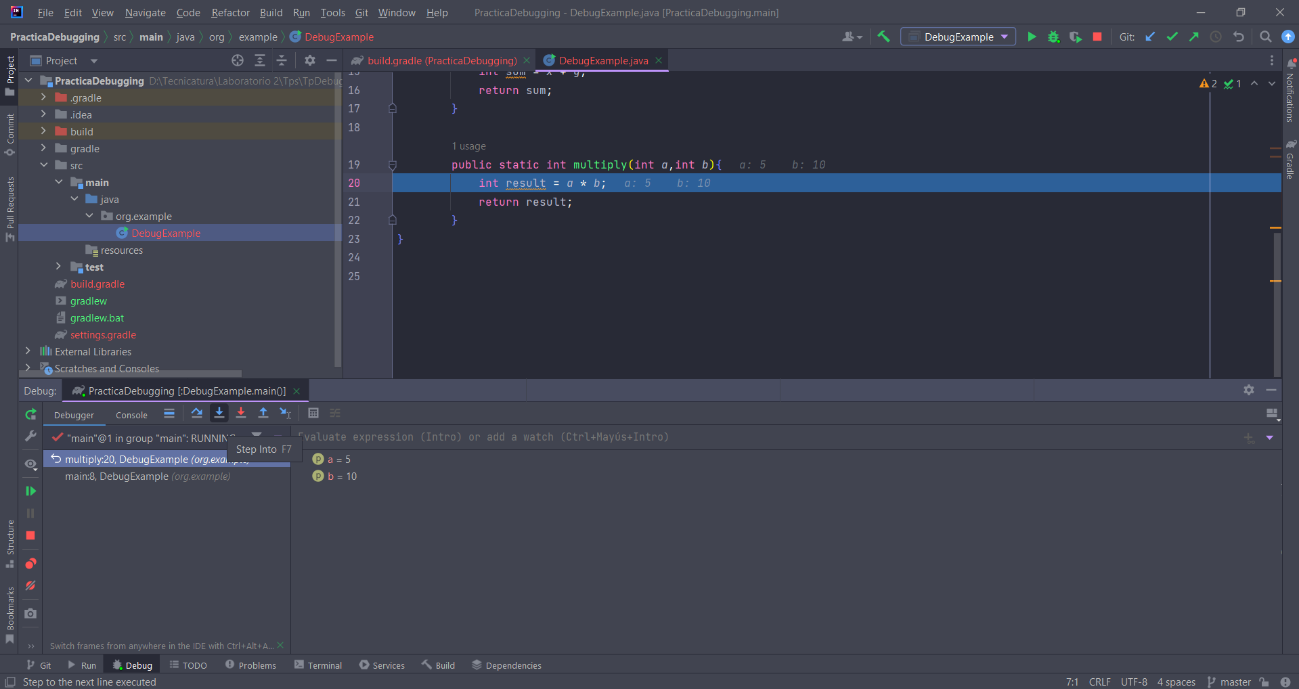 File Edit View Navigate Code Refactor Build Run Tools Git Window Help PracticaDebugging - DebugExample.java [PracticaDebugging.main]
PracticaDebugging src main java org example DebugExample DebugExample Git:
Project
Commit
Pull Requests
Structure
Bookmarks
Project
PracticaDebugging D:\Tecnicatura\Laboratorio 2\Tps\TpDebug
.gradle
.idea
build
gradle
src
main
java
org.example
DebugExample
resources
test
build.gradle
gradlew
gradlew.bat
settings.gradle
External Libraries
Scratches and Consoles
build.gradle (PracticaDebugging) DebugExample.java
15 int sum = x + g;
16 return sum;
17 }
18
1 usage
19 public static int multiply(int a,int b){ a: 5 b: 10
20 int result = a * b; a: 5 b: 10
21 return result;
22 }
23 }
24
25
2 1
Notifications
Gradle
Debug: PracticaDebugging [:DebugExample.main()]
Debugger Console
"main"@1 in group "main": RUNNING
Evaluate expression (Intro) or add a watch (Ctrl+Mayús+Intro)
Step Into F7
multiply:20, DebugExample (org.example)
main:8, DebugExample (org.example)
a = 5
b = 10
Switch frames from anywhere in the IDE with Ctrl+Alt+A...
Git Run Debug TODO Problems Terminal Services Build Dependencies
Step to the next line executed 7:1 CRLF UTF-8 4 spaces master